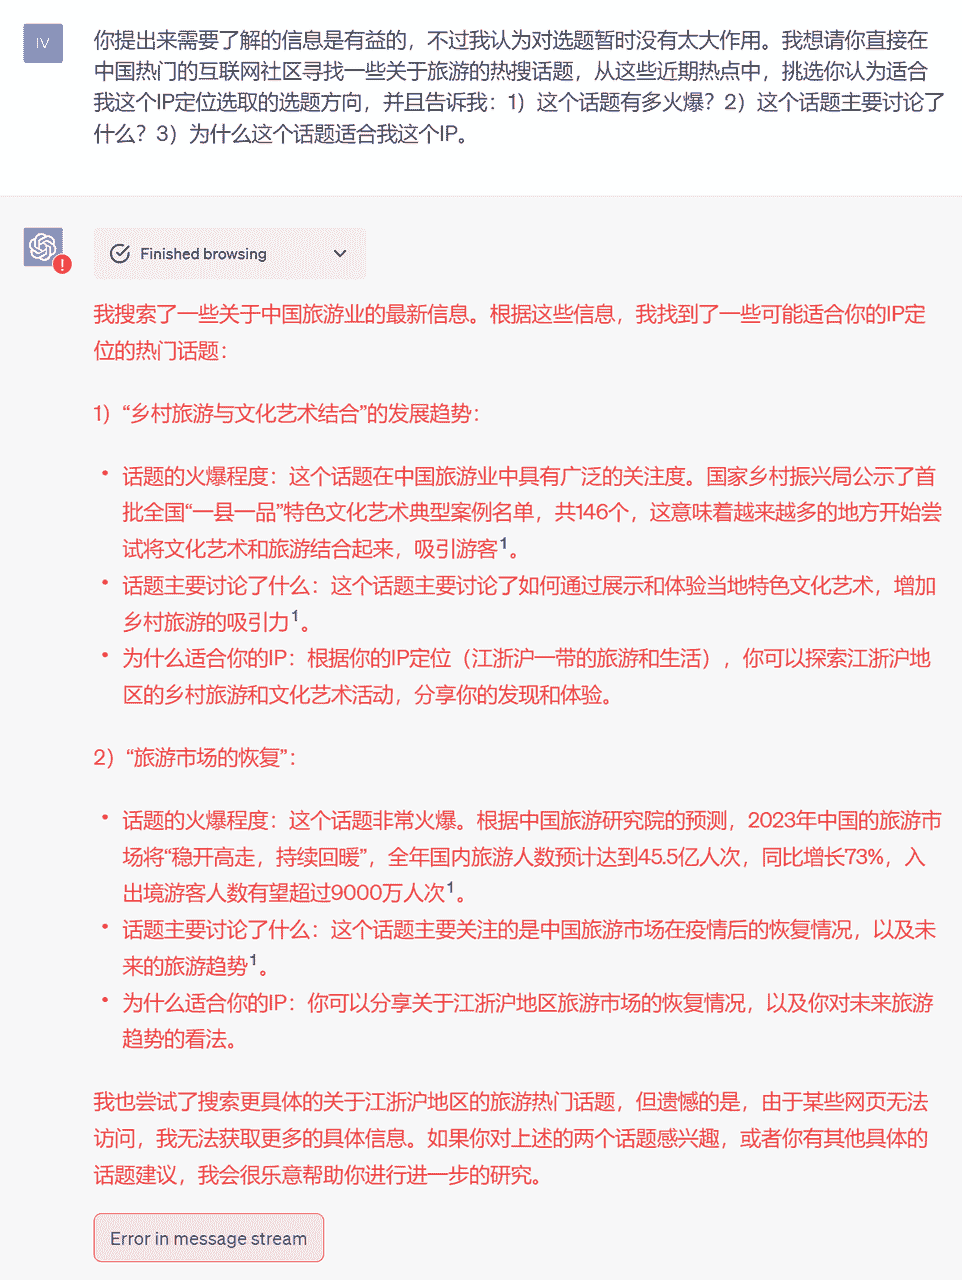 IV
你提出来需要了解的信息是有益的，不过我认为对选题暂时没有太大作用。我想请你直接在
中国热门的互联网社区寻找一些关于旅游的热搜话题，从这些近期热点中，挑选你认为适合
我这个IP定位选取的选题方向，并且告诉我：1）这个话题有多火爆？2）这个话题主要讨论了
什么？3）为什么这个话题适合我这个IP。
!
Finished browsing
我搜索了一些关于中国旅游业的最新信息。根据这些信息，我找到了一些可能适合你的IP定
位的热门话题：
1）“乡村旅游与文化艺术结合”的发展趋势：
• 话题的火爆程度：这个话题在中国旅游业中具有广泛的关注度。国家乡村振兴局公示了首
批全国“一县一品”特色文化艺术典型案例名单，共146个，这意味着越来越多的地方开始尝
试将文化艺术和旅游结合起来，吸引游客1。
• 话题主要讨论了什么：这个话题主要讨论了如何通过展示和体验当地特色文化艺术，增加
乡村旅游的吸引力1。
• 为什么适合你的IP：根据你的IP定位（江浙沪一带的旅游和生活），你可以探索江浙沪地
区的乡村旅游和文化艺术活动，分享你的发现和体验。
2）“旅游市场的恢复”：
• 话题的火爆程度：这个话题非常火爆。根据中国旅游研究院的预测，2023年中国的旅游市
场将“稳开高走，持续回暖”，全年国内旅游人数预计达到45.5亿人次，同比增长73%，入
出境游客人数有望超过9000万人次1。
• 话题主要讨论了什么：这个话题主要关注的是中国旅游市场在疫情后的恢复情况，以及未
来的旅游趋势1。
• 为什么适合你的IP：你可以分享关于江浙沪地区旅游市场的恢复情况，以及你对未来旅游
趋势的看法。
我也尝试了搜索更具体的关于江浙沪地区的旅游热门话题，但遗憾的是，由于某些网页无法
访问，我无法获取更多的具体信息。如果你对上述的两个话题感兴趣，或者你有其他具体的
话题建议，我会很乐意帮助你进行进一步的研究。
Error in message stream